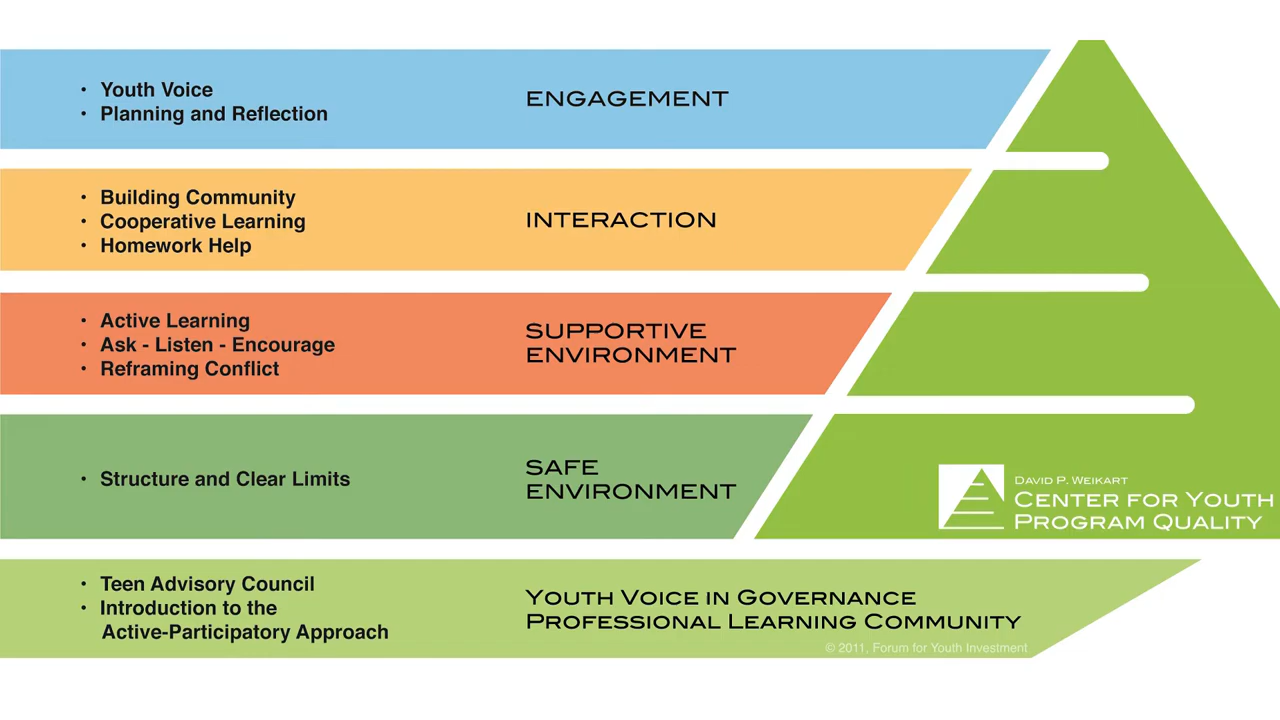 • Youth Voice
• Planning and Reflection
ENGAGEMENT
• Building Community
• Cooperative Learning
• Homework Help
INTERACTION
• Active Learning
• Ask - Listen - Encourage
• Reframing Conflict
SUPPORTIVE
ENVIRONMENT
• Structure and Clear Limits
SAFE
ENVIRONMENT
David P. Weikart
Center for Youth
Program Quality
• Teen Advisory Council
• Introduction to the
Active-Participatory Approach
Youth Voice in Governance
Professional Learning Community
© 2011, Forum for Youth Investment